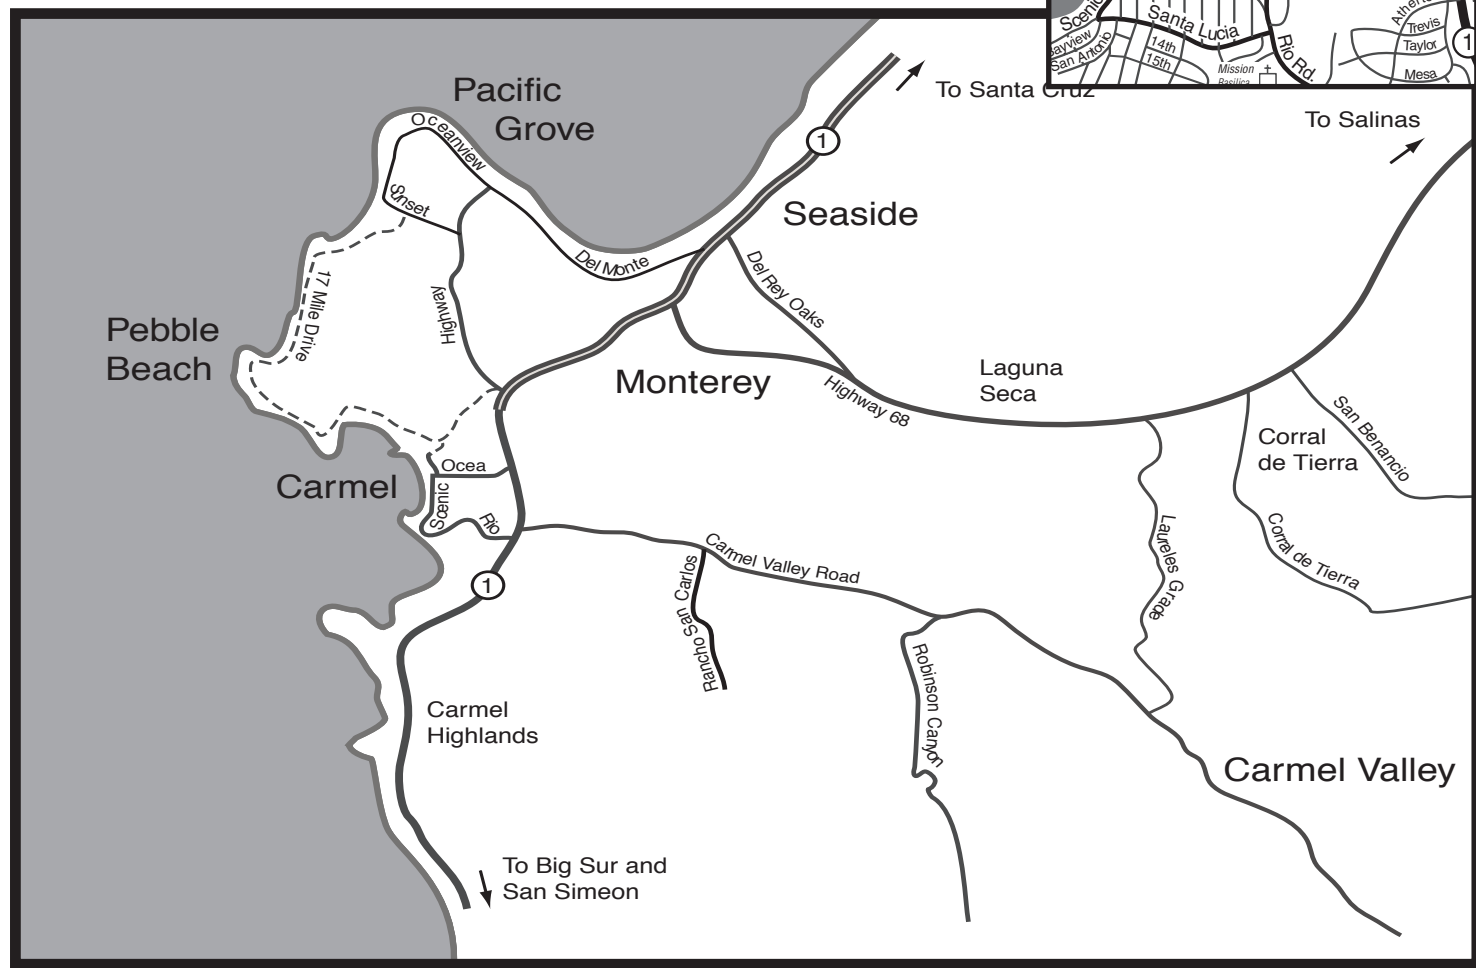 Scenic
Santa Lucia
Bayview
San Antonio
14th
15th
Mission
Basilica
Rio Rd.
Trevis
Taylor
Mesa
1
To Santa Cruz
To Salinas
Pacific
Grove
Oceanview
Sunset
1
Seaside
Del Monte
Del Rey Oaks
17 Mile Drive
Highway
Pebble
Beach
Monterey
Highway 68
Laguna
Seca
San Benancio
Corral
de Tierra
Carmel
Ocea
Scenic
Rio
1
Carmel Valley Road
Rancho San Carlos
Laureles Grade
Corral de Tierra
Robinson Canyon
Carmel
Highlands
Carmel Valley
To Big Sur and
San Simeon